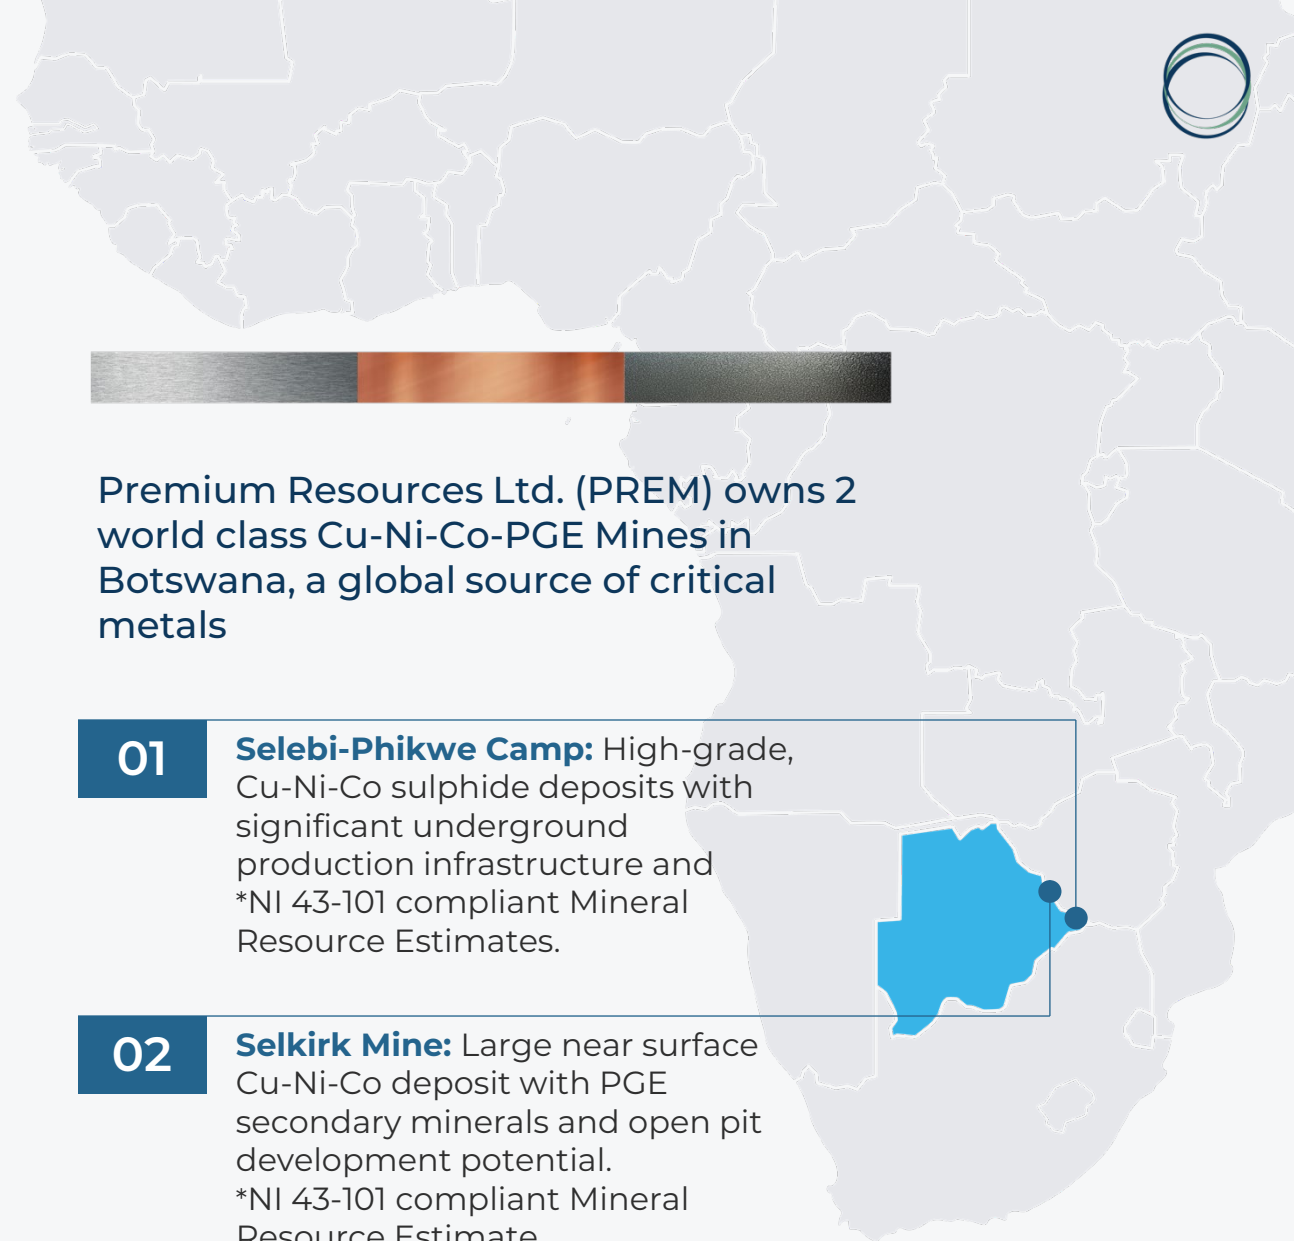 Premium Resources Ltd. (PREM) owns 2
world class Cu-Ni-Co-PGE Mines in
Botswana, a global source of critical
metals
01
Selebi-Phikwe Camp: High-grade,
Cu-Ni-Co sulphide deposits with
significant underground
production infrastructure and
*NI 43-101 compliant Mineral
Resource Estimates.
02
Selkirk Mine: Large near surface
Cu-Ni-Co deposit with PGE
secondary minerals and open pit
development potential.
*NI 43-101 compliant Mineral
Resource Estimate